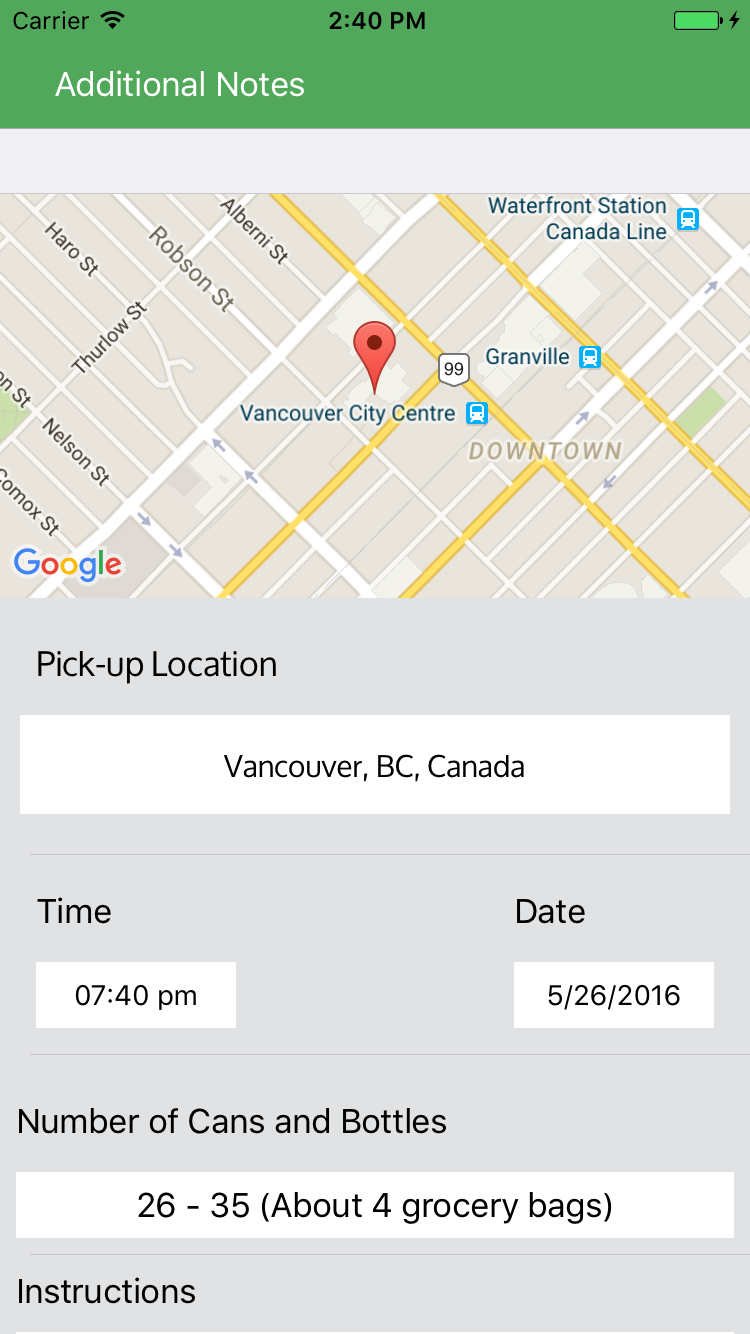 Carrier 2:40 PM
Additional Notes
Waterfront Station
Canada Line
Alberni St
Haro St
Robson St
Thurlow St
Granville
99
Vancouver City Centre
DOWNTOWN
on St
Nelson St
Comox St
Google
Pick-up Location
Vancouver, BC, Canada
Time Date
07:40 pm 5/26/2016
Number of Cans and Bottles
26 - 35 (About 4 grocery bags)
Instructions